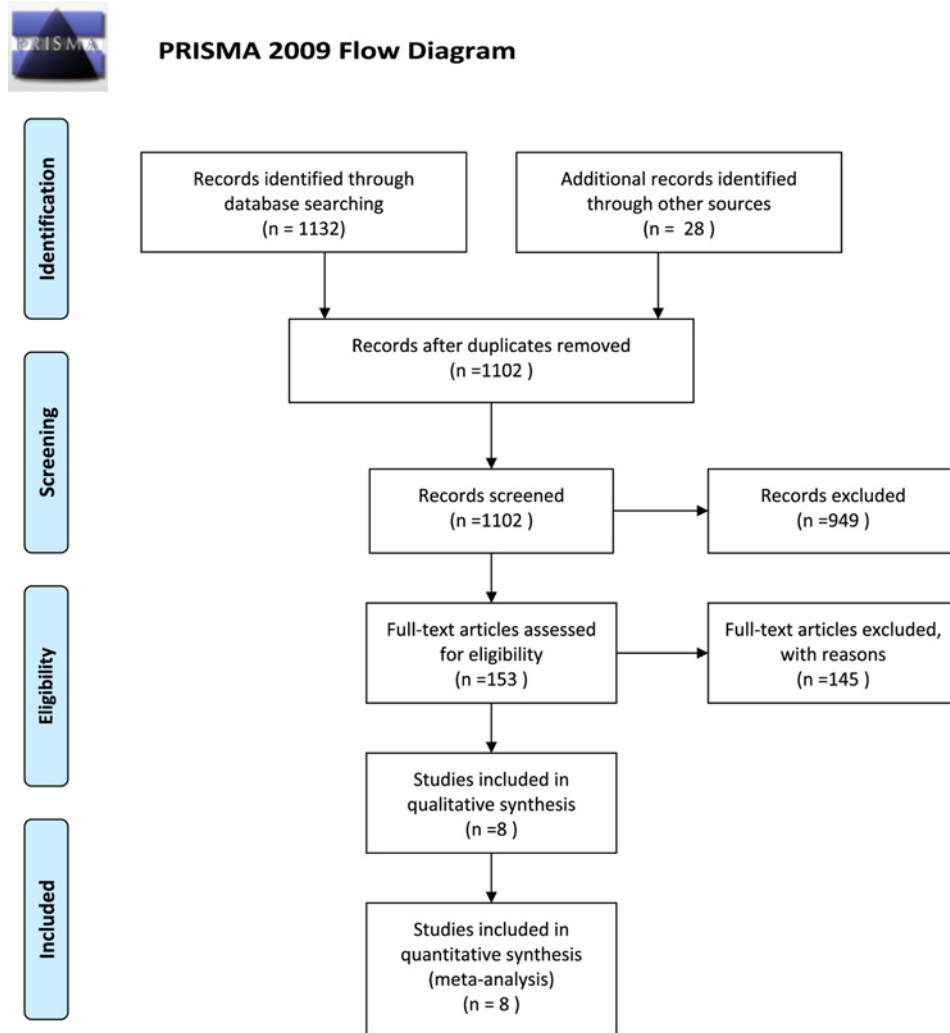 PRISMA
PRISMA 2009 Flow Diagram
Identification
Records identified through
database searching
(n = 1132)
Additional records identified
through other sources
(n = 28 )
Records after duplicates removed
(n =1102 )
Screening
Records screened
(n =1102 )
Records excluded
(n =949 )
Eligibility
Full-text articles assessed
for eligibility
(n =153 )
Full-text articles excluded,
with reasons
(n =145 )
Studies included in
qualitative synthesis
(n =8 )
Included
Studies included in
quantitative synthesis
(meta-analysis)
(n = 8 )